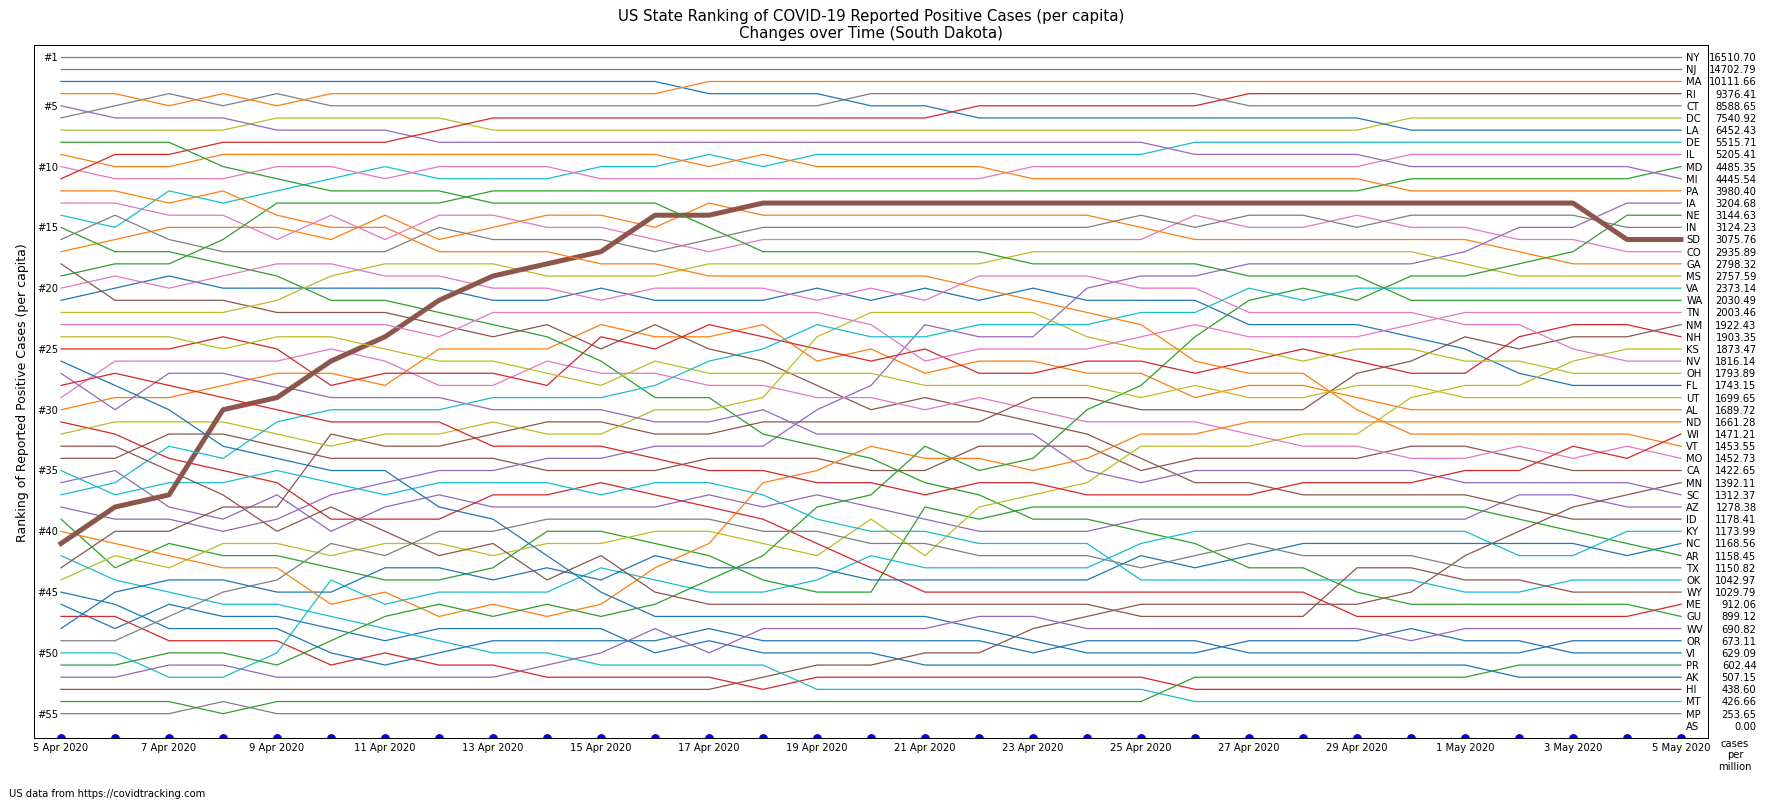 US State Ranking of COVID-19 Reported Positive Cases (per capita)
Changes over Time (South Dakota)
Ranking of Reported Positive Cases (per capita)
#1
#5
#10
#15
#20
#25
#30
#35
#40
#45
#50
#55
NY 16510.70
NJ 14702.79
MA 10111.66
RI 9376.41
CT 8588.65
DC 7540.92
LA 6452.43
DE 5515.71
IL 5205.41
MD 4485.35
MI 4445.54
PA 3980.40
IA 3204.68
NE 3144.63
IN 3124.23
SD 3075.76
CO 2935.89
GA 2798.32
MS 2757.59
VA 2373.14
WA 2030.49
TN 2003.46
NM 1922.43
NH 1903.35
KS 1873.47
NV 1816.14
OH 1793.89
FL 1743.15
UT 1699.65
AL 1689.72
ND 1661.28
WI 1471.21
VT 1453.55
MO 1452.73
CA 1422.65
MN 1392.11
SC 1312.37
AZ 1278.38
ID 1178.41
KY 1173.99
NC 1168.56
AR 1158.45
TX 1150.82
OK 1042.97
WY 1029.79
ME 912.06
GU 899.12
WV 690.82
OR 673.11
VI 629.09
PR 602.44
AK 507.15
HI 438.60
MT 426.66
MP 253.65
AS 0.00
5 Apr 2020 7 Apr 2020 9 Apr 2020 11 Apr 2020 13 Apr 2020 15 Apr 2020 17 Apr 2020 19 Apr 2020 21 Apr 2020 23 Apr 2020 25 Apr 2020 27 Apr 2020 29 Apr 2020 1 May 2020 3 May 2020 5 May 2020
cases
per
million
US data from https://covidtracking.com